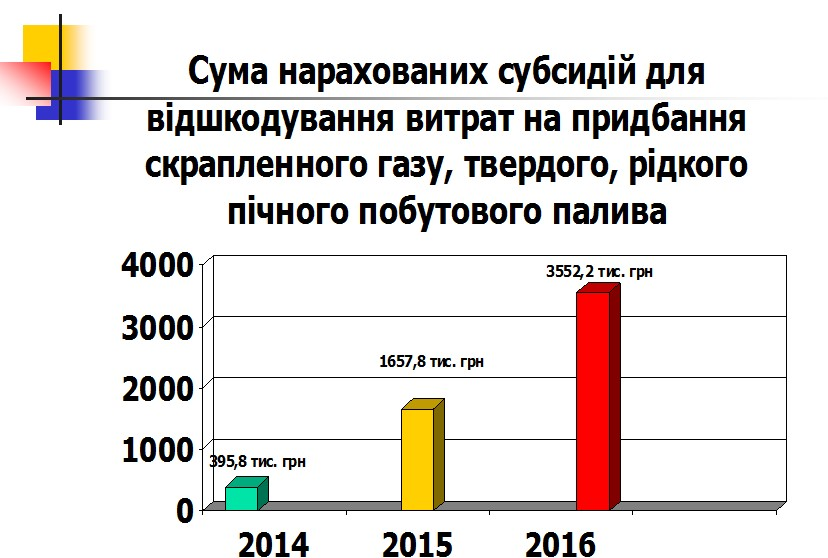 Сума нарахованих субсидій для
відшкодування витрат на придбання
скрапленного газу, твердого, рідкого
пічного побутового палива
4000
3552,2 тис. грн
3000
1657,8 тис. грн
2000
1000
395,8 тис. грн
0
2014 2015 2016